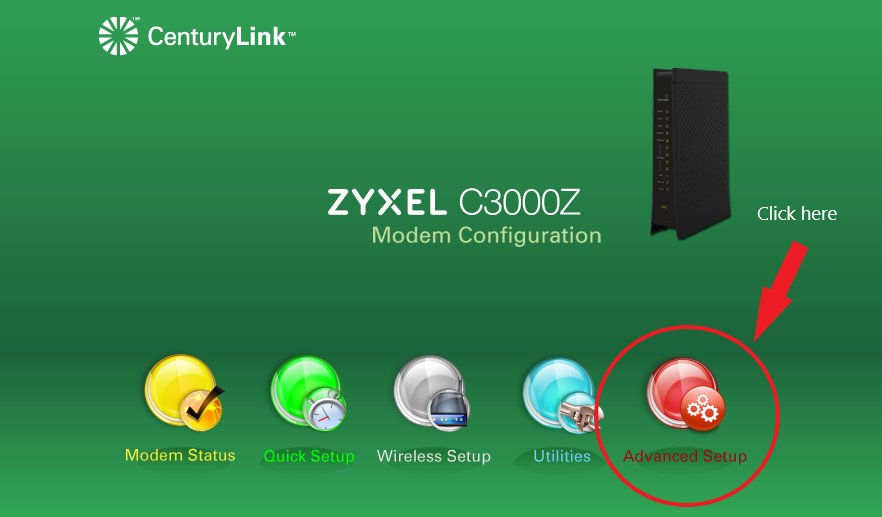 CenturyLink™
ZYXEL C3000Z
Modem Configuration
Click here
Modem Status
Quick Setup
Wireless Setup
Utilities
Advanced Setup